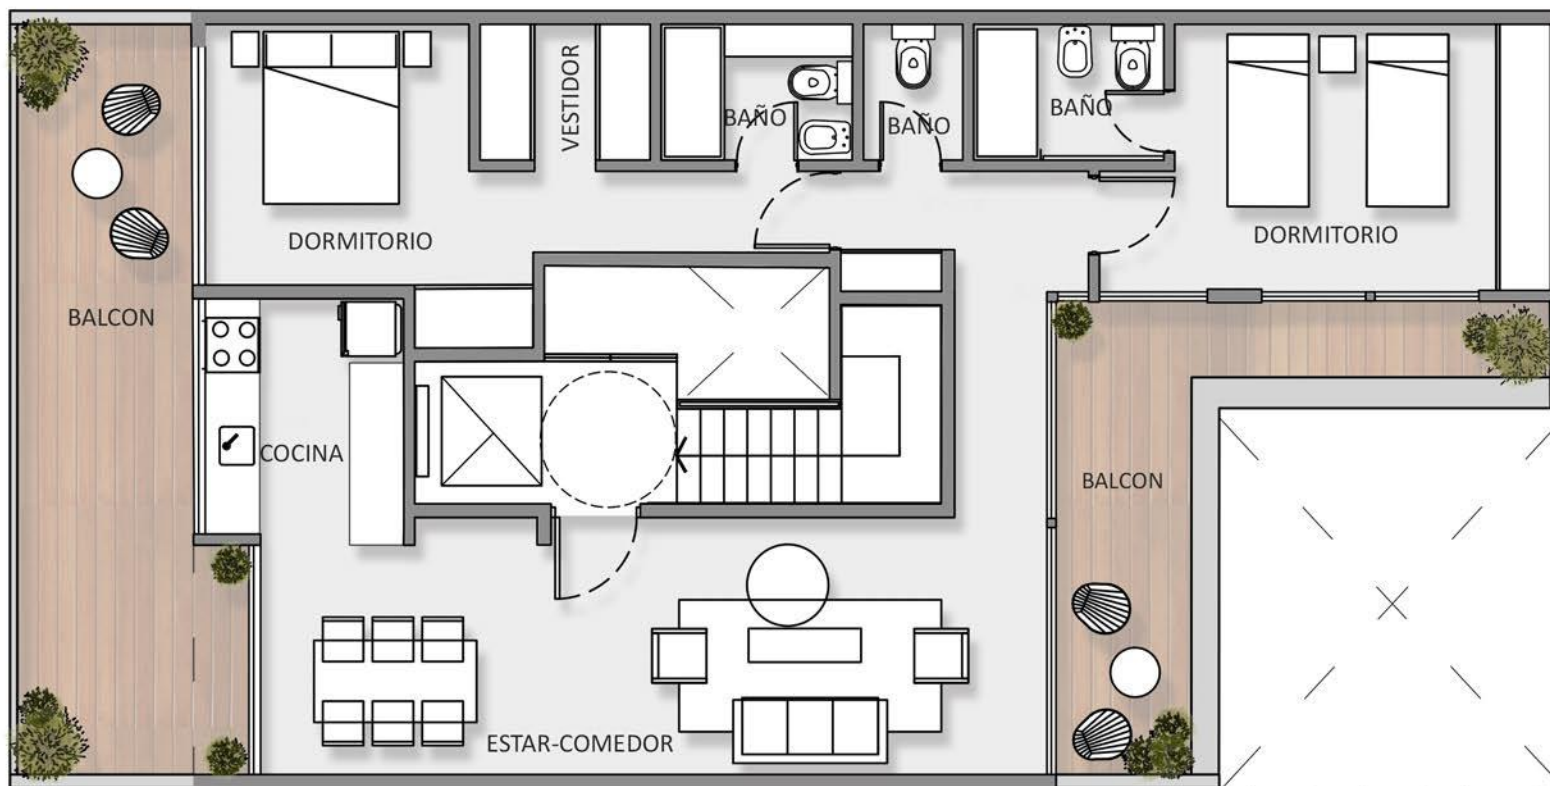 VESTIDOR
BAÑO
BAÑO
BAÑO
DORMITORIO
DORMITORIO
BALCON
COCINA
BALCON
ESTAR-COMEDOR